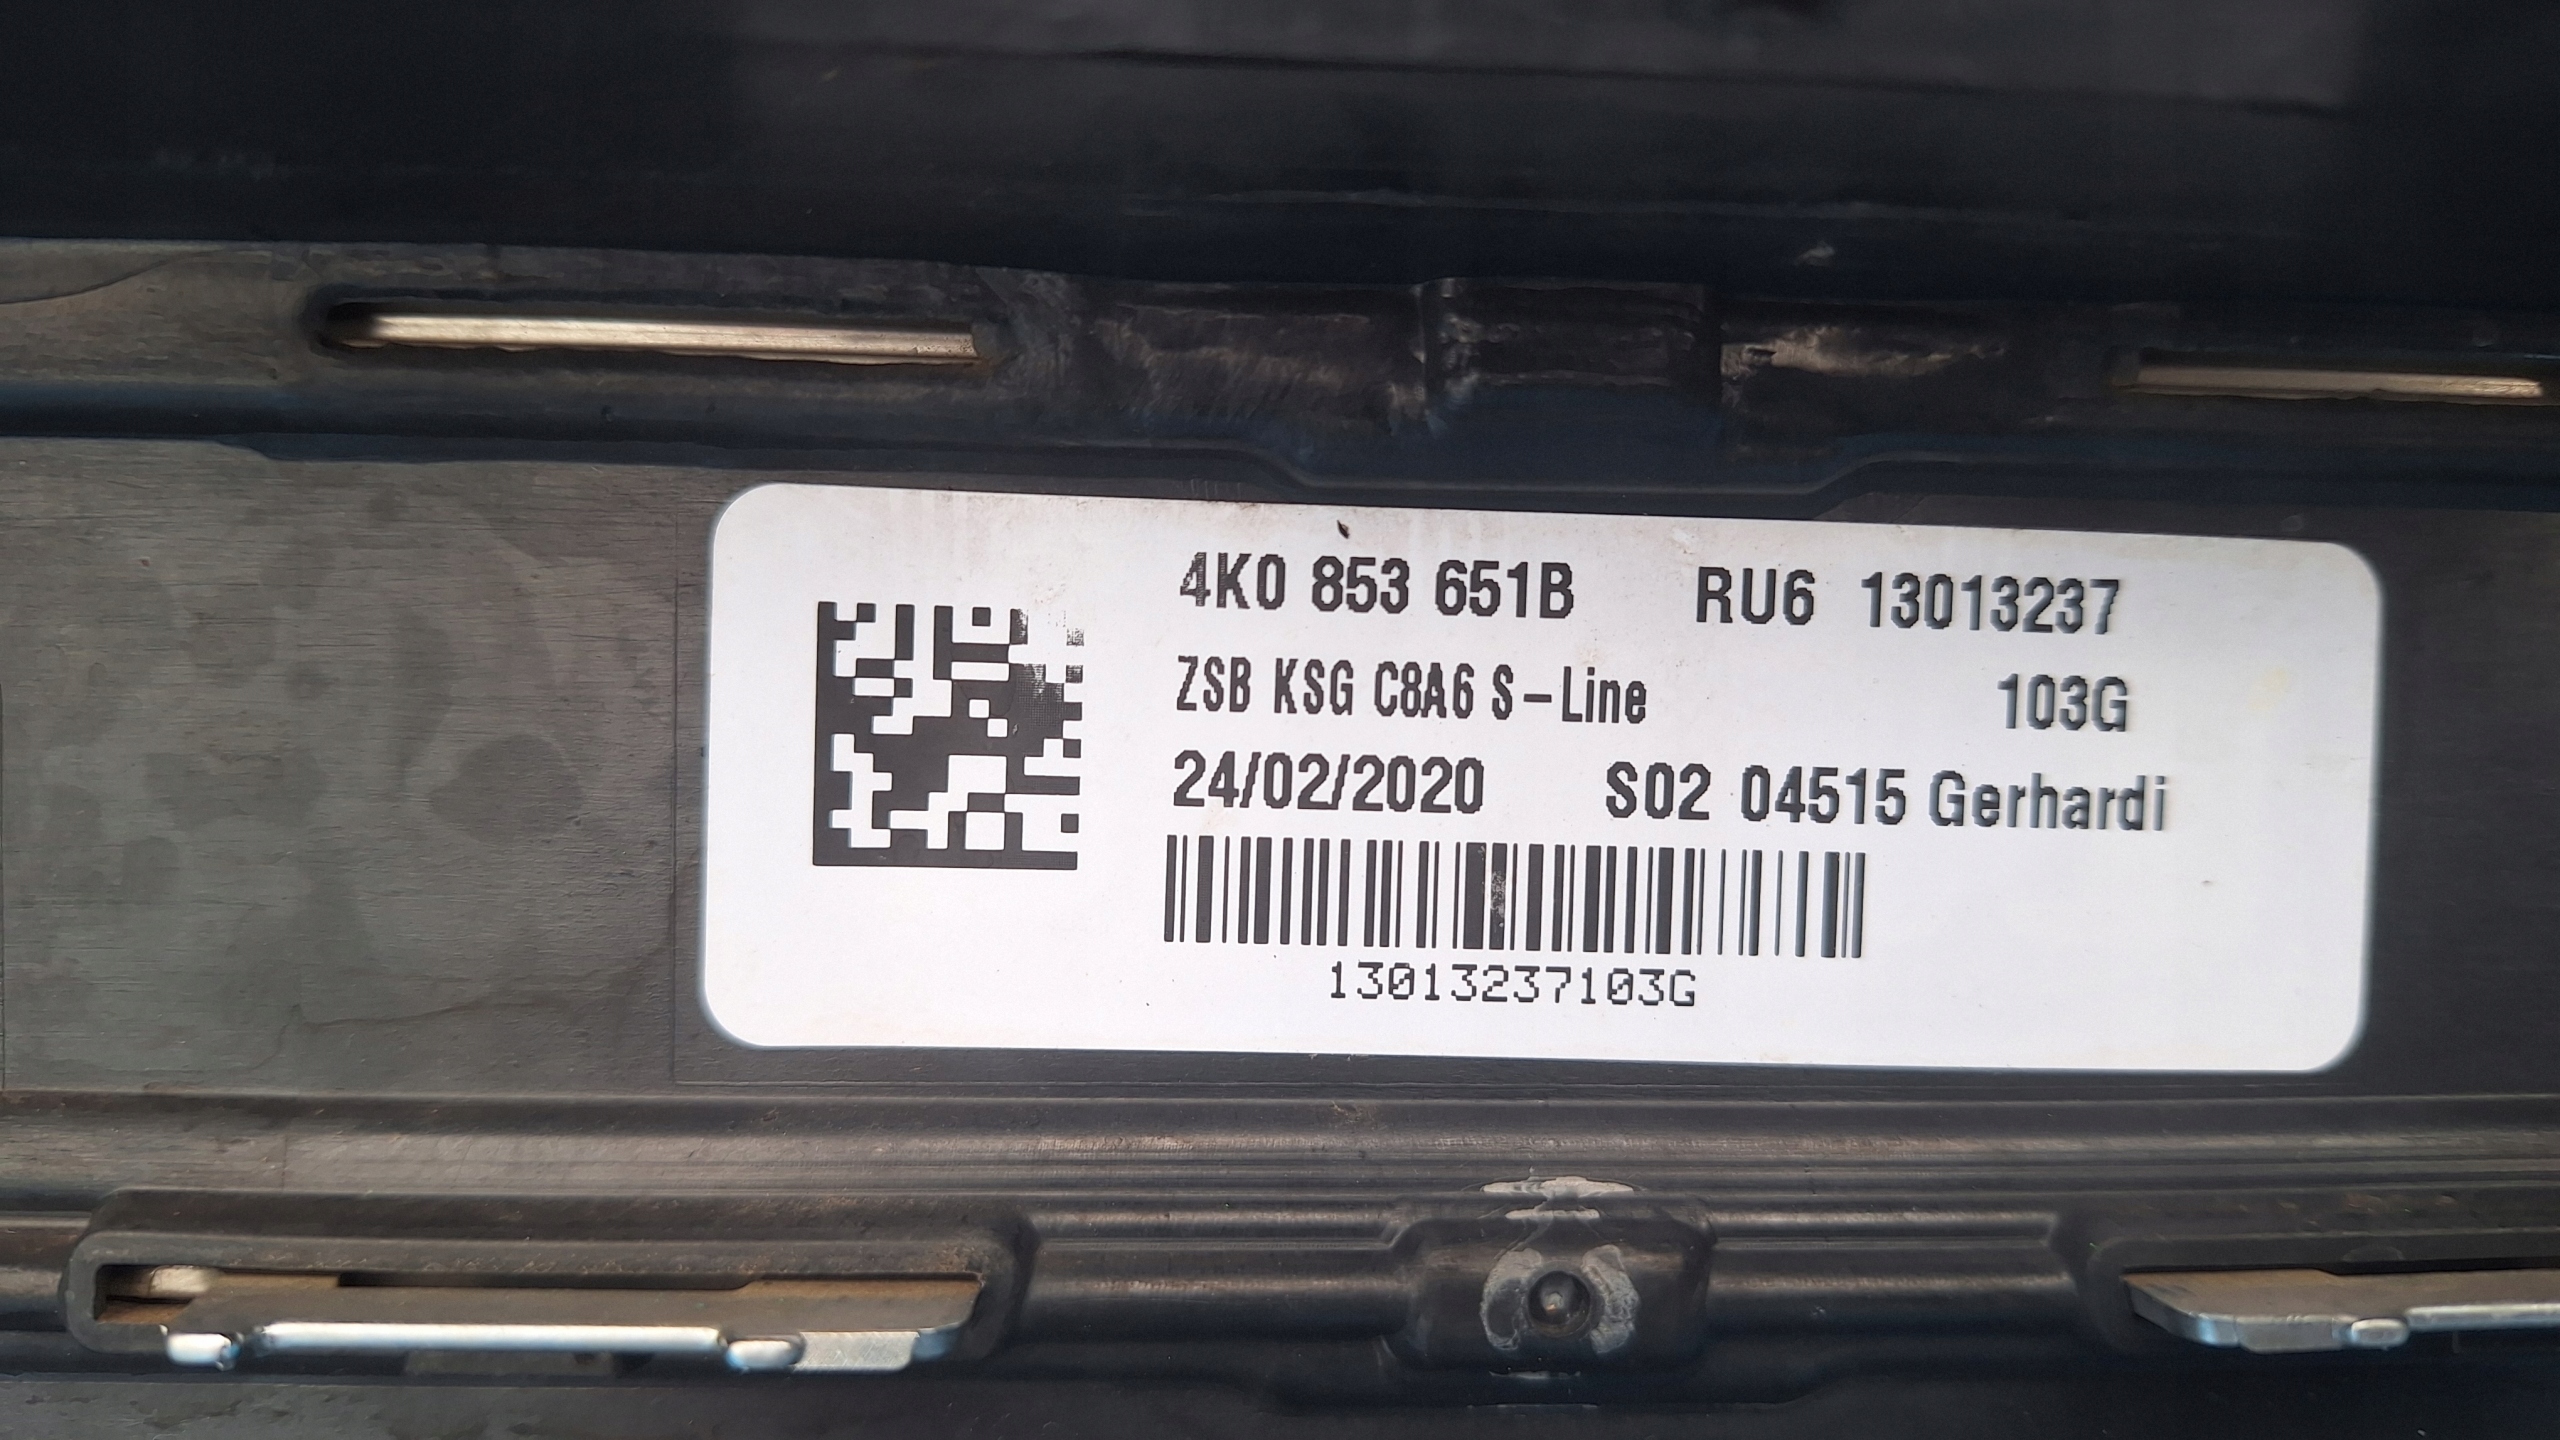 4K0 853 651B RU6 13013237
ZSB KSG C8A6 S-Line 103G
24/02/2020 S02 04515 Gerhardi
13013237103G